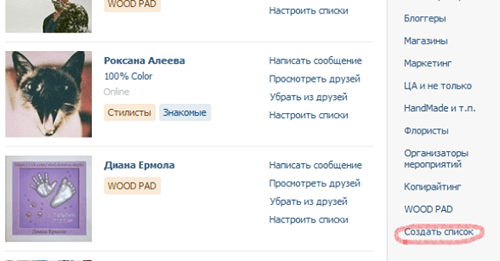 WOOD PAD
Настроить списки
Роксана Алеева
100% Color
Online
Стилисты Знакомые
Написать сообщение
Просмотреть друзей
Убрать из друзей
Настроить списки
Диана Ермола
WOOD PAD
Написать сообщение
Просмотреть друзей
Убрать из друзей
Настроить списки
Блоггеры
Магазины
Маркетинг
ЦА и не только
HandMade и т.п.
Флористы
Организаторы
мероприятий
Копирайтинг
WOOD PAD
Создать список